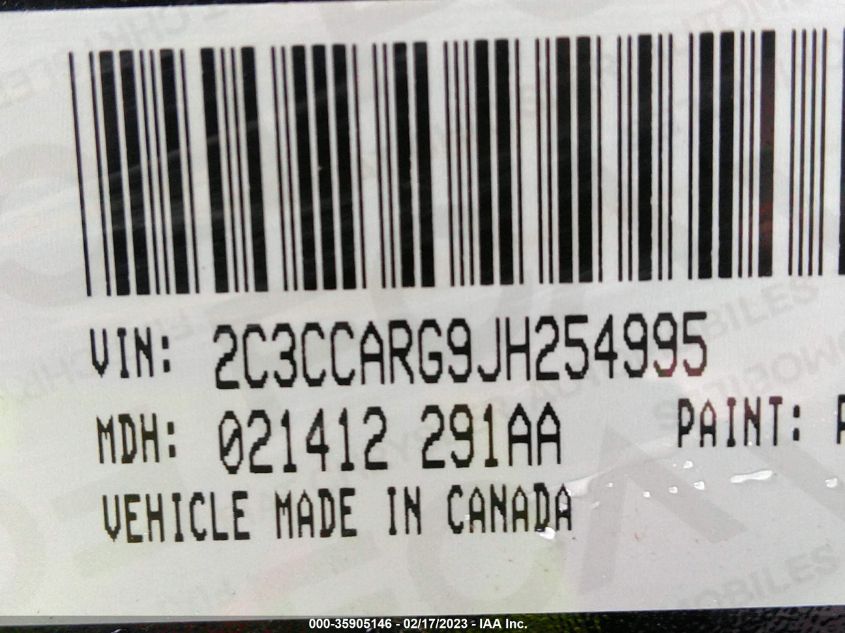 VIN: 2C3CCARG9JH254995
MDH: 021412 291AA PAINT:
VEHICLE MADE IN CANADA
000-35905146 - 02/17/2023 - IAA Inc.